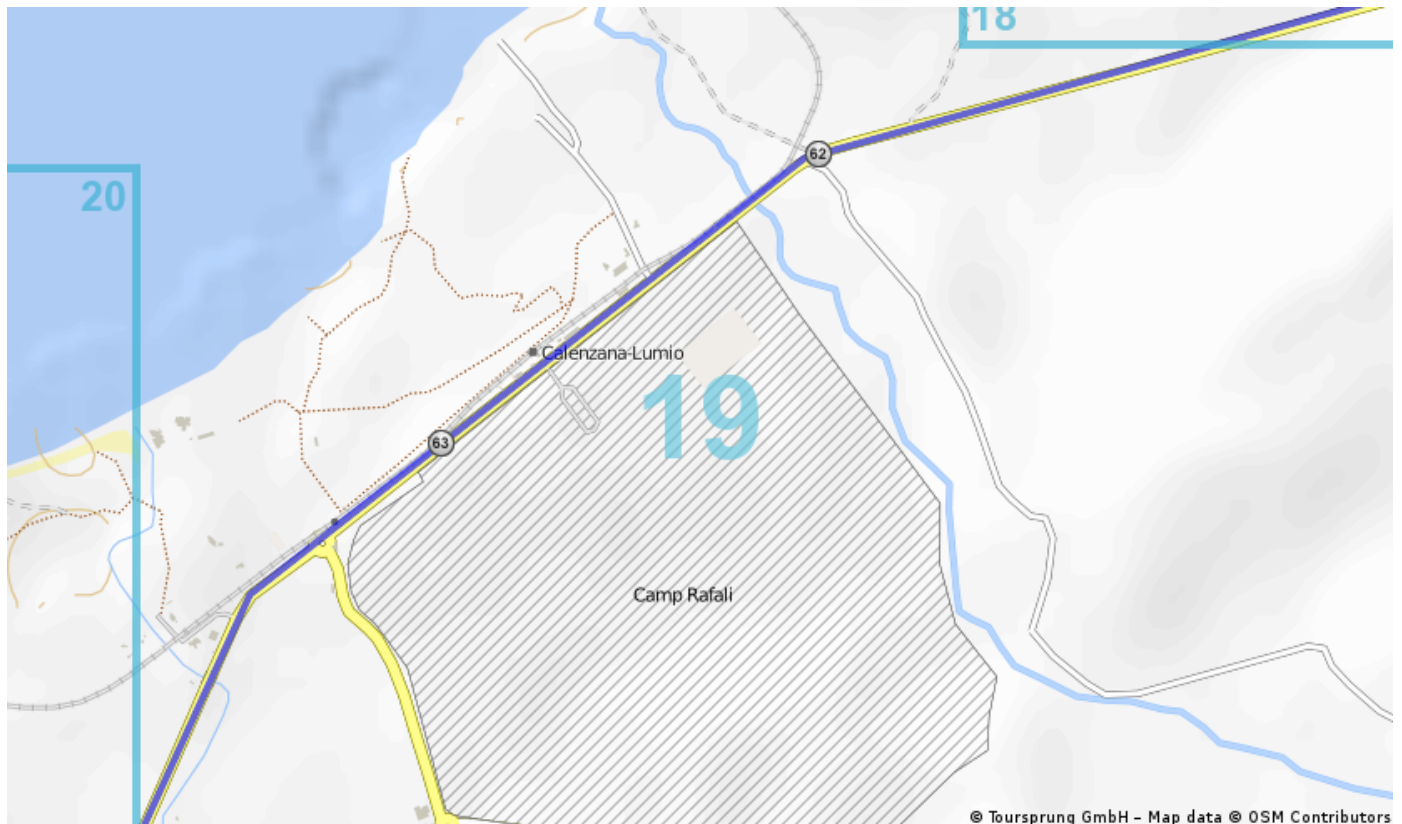 18
62
20
Calenzana-Lumio
19
63
Camp Rafali
© Toursprung GmbH – Map data © OSM Contributors